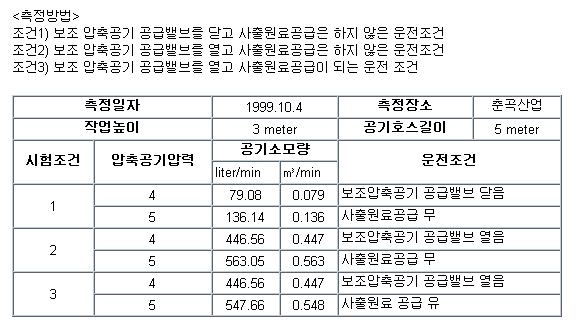 <측정방법>
조건1) 보조 압축공기 공급밸브를 닫고 사출원료공급은 하지 않은 운전조건
조건2) 보조 압축공기 공급밸브를 열고 사출원료공급은 하지 않은 운전조건
조건3) 보조 압축공기 공급밸브를 열고 사출원료공급이 되는 운전 조건
측정일자 1999.10.4 측정장소 춘곡산업
작업높이 3 meter 공기호스길이 5 meter
시험조건 압축공기압력 공기소모량 운전조건
liter/min ㎥/min
1 4 79.08 0.079 보조압축공기 공급밸브 닫음
5 136.14 0.136 사출원료공급 무
2 4 446.56 0.447 보조압축공기 공급밸브 열음
5 563.05 0.563 사출원료공급 무
3 4 446.56 0.447 보조압축공기 공급밸브 열음
5 547.66 0.548 사출원료 공급 유